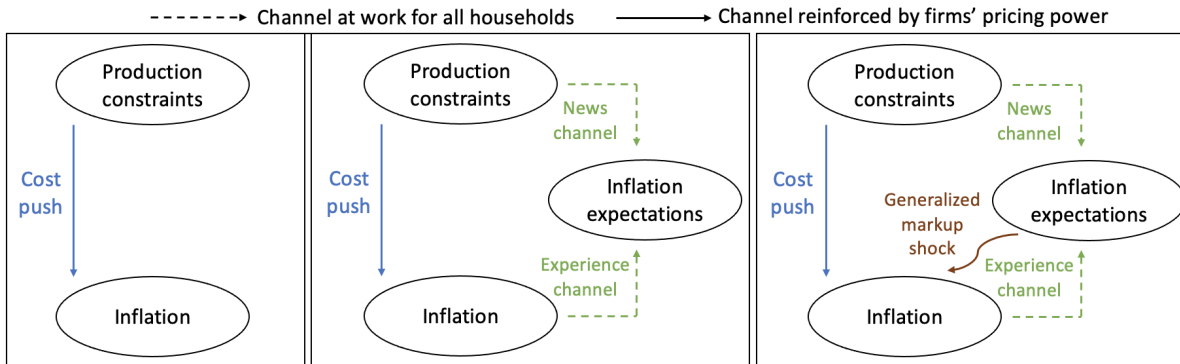 Channel at work for all households
Channel reinforced by firms' pricing power
Production
constraints
Cost
push
Inflation
Production
constraints
News
channel
Cost
push
Inflation
expectations
Experience
channel
Inflation
Production
constraints
News
channel
Cost
push
Generalized
markup
shock
Inflation
expectations
Experience
channel
Inflation